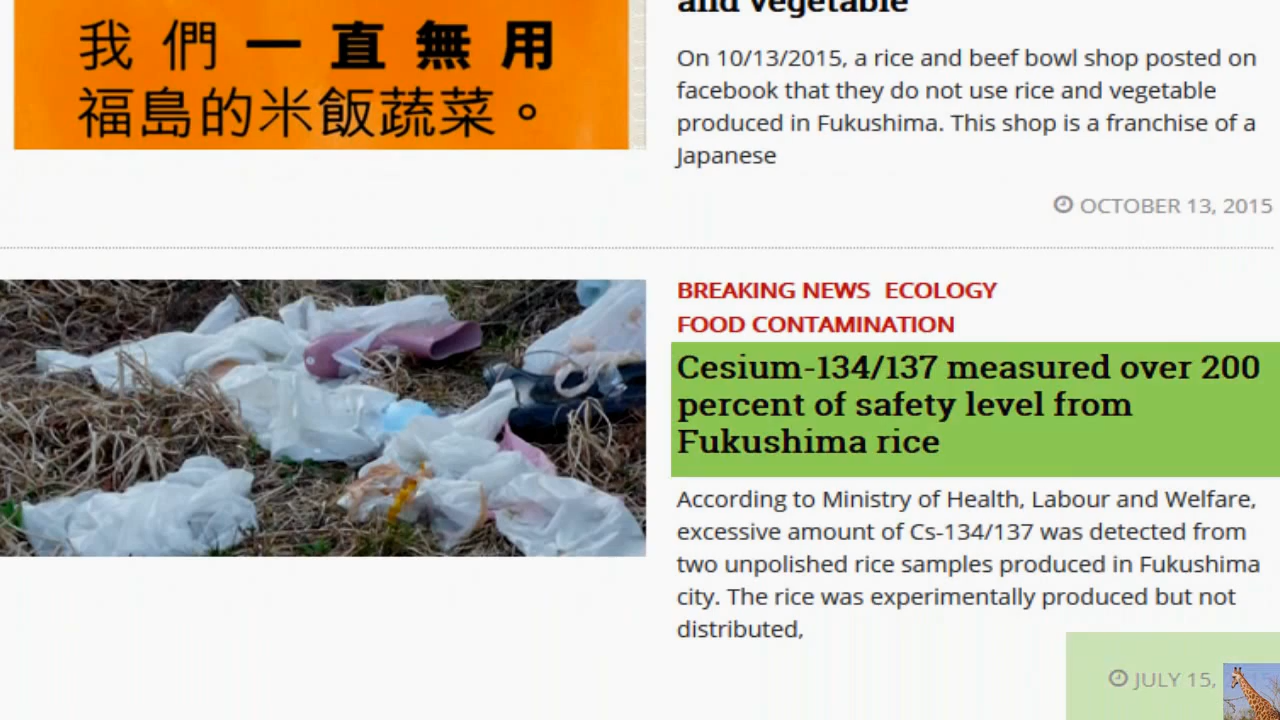 我們一直無用
福島的米飯蔬菜。
and vegetable
On 10/13/2015, a rice and beef bowl shop posted on
facebook that they do not use rice and vegetable
produced in Fukushima. This shop is a franchise of a
Japanese
OCTOBER 13, 2015
BREAKING NEWS ECOLOGY
FOOD CONTAMINATION
Cesium-134/137 measured over 200
percent of safety level from
Fukushima rice
According to Ministry of Health, Labour and Welfare,
excessive amount of Cs-134/137 was detected from
two unpolished rice samples produced in Fukushima
city. The rice was experimentally produced but not
distributed,
JULY 15,